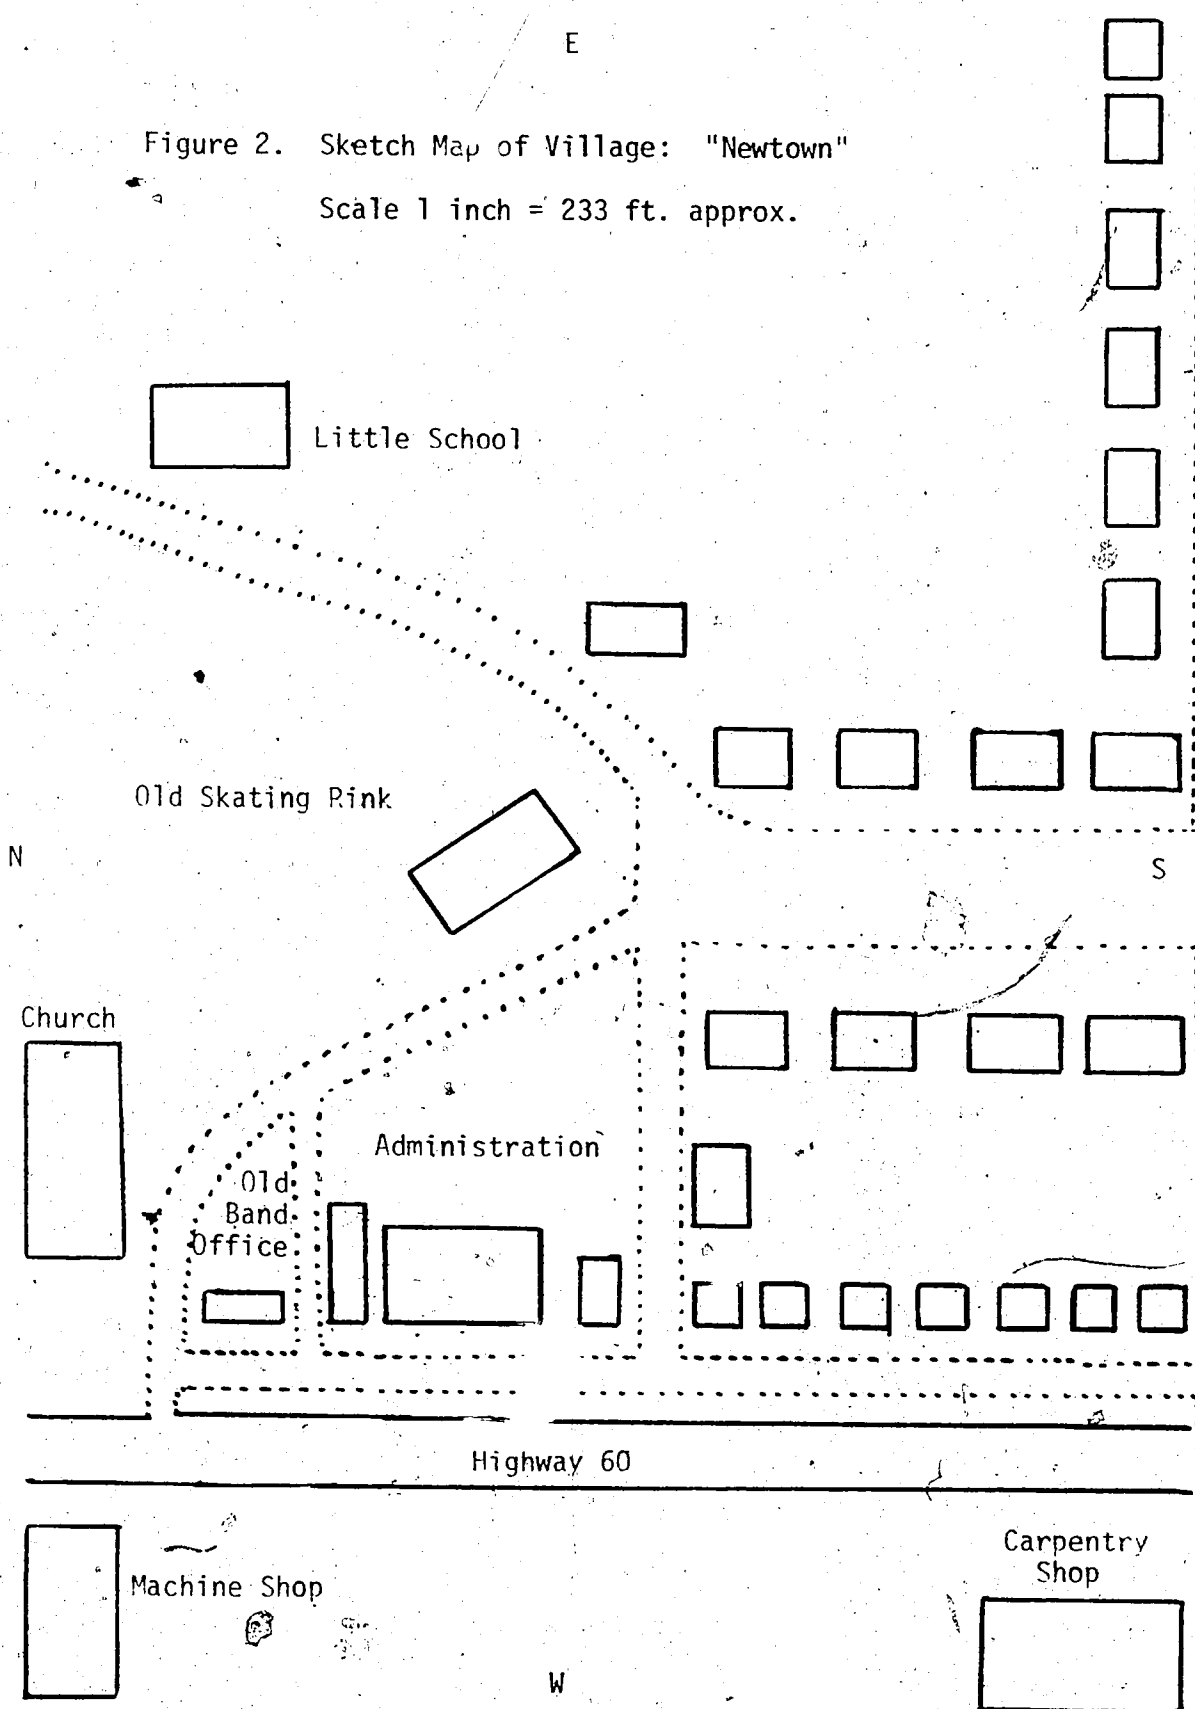 E
Figure 2. Sketch Map of Village: "Newtown"
Scale 1 inch = 233 ft. approx.
Little School
Old Skating Rink
N
S
Church
Administration
Old
Band
Office
Highway 60
Carpentry
Shop
Machine Shop
W